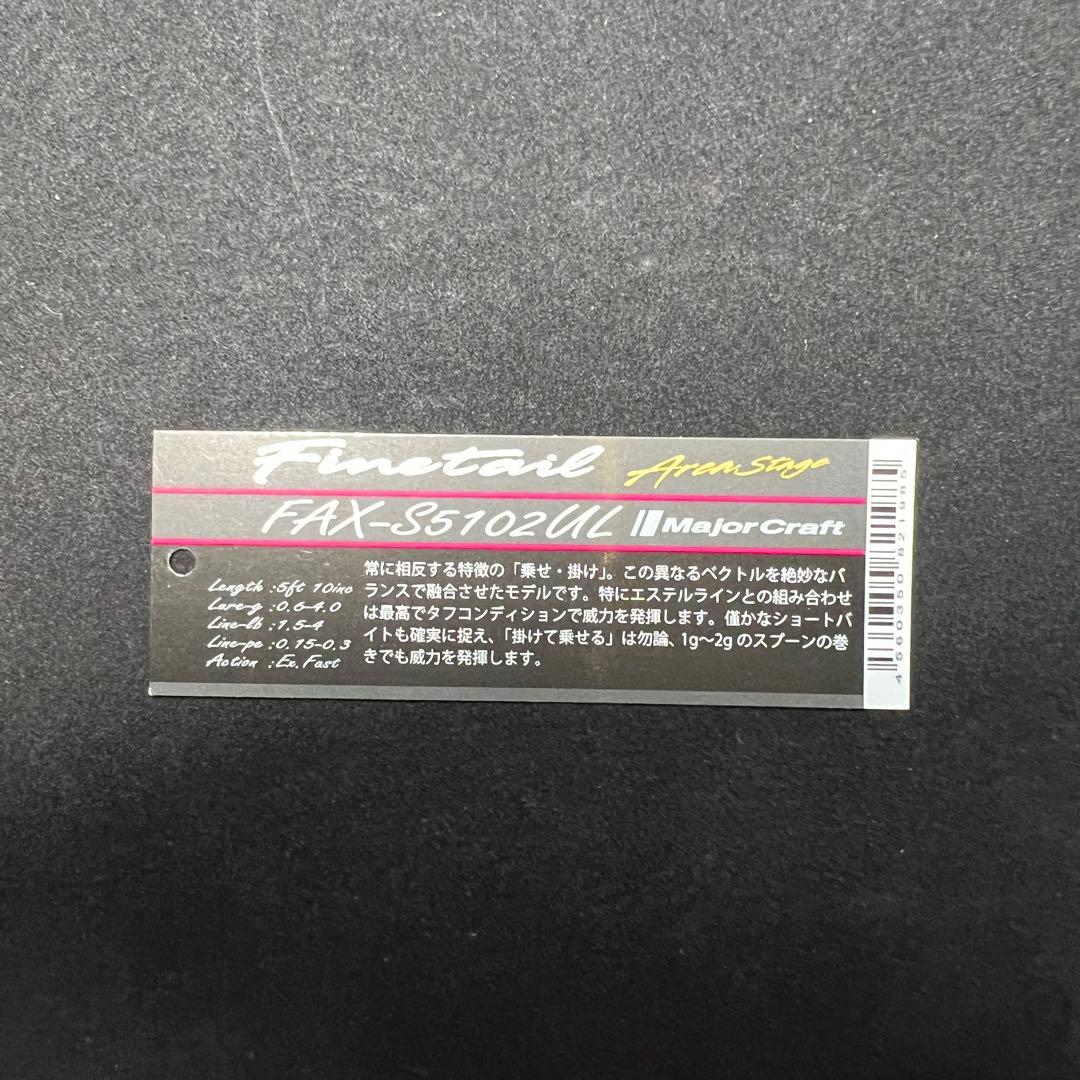 Finetail Area Stage
FAX-S5102UL MajorCraft
Length :5ft 10inc
Lure-g :0.6-4.0
Line-lb :1.5-4
Line-pe :0.15-0.3
Action :Ex,Fast
常に相反する特徴の「乗せ・掛け」。この異なるベクトルを絶妙なバ
ランスで融合させたモデルです。特にエステルラインとの組み合わせ
は最高でタフコンディションで威力を発揮します。僅かなショートバ
イトも確実に捉え、「掛けて乗せる」は勿論、1g〜2gのスプーンの巻
きでも威力を発揮します。
4560350821985